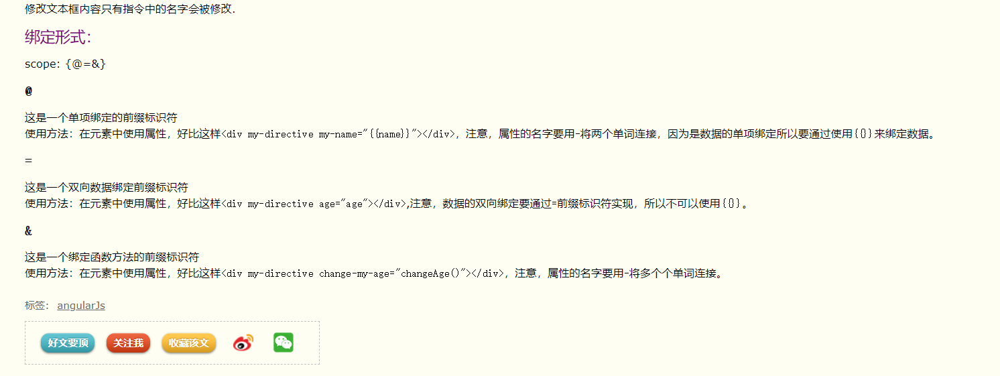 修改文本框内容只有指令中的名字会被修改.
绑定形式：
scope: {@=&}
@
这是一个单项绑定的前缀标识符
使用方法：在元素中使用属性，好比这样<div my-directive my-name="{{name}}"></div>，注意，属性的名字要用-将两个单词连接，因为是数据的单项绑定所以要通过使用{{}}来绑定数据。
=
这是一个双向数据绑定前缀标识符
使用方法：在元素中使用属性，好比这样<div my-directive age="age"></div>,注意，数据的双向绑定要通过=前缀标识符实现，所以不可以使用{{}}。
&
这是一个绑定函数方法的前缀标识符
使用方法：在元素中使用属性，好比这样<div my-directive change-my-age="changeAge()"></div>，注意，属性的名字要用-将多个个单词连接。
标签： angularJs
好文要顶 关注我 收藏该文